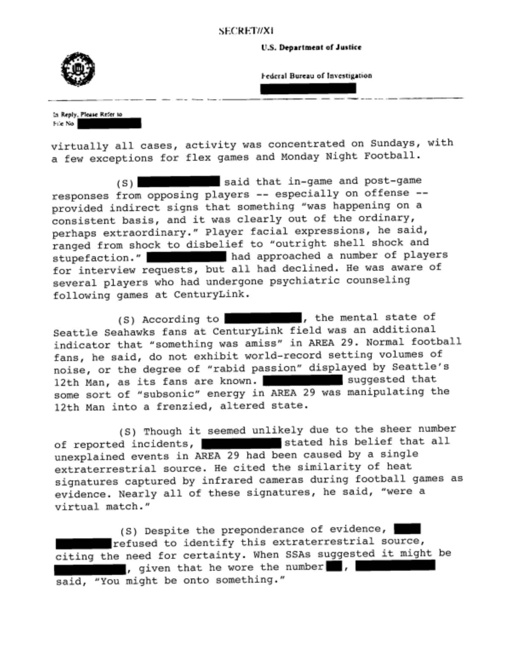 SECRET//X1
U.S. Department of Justice
Federal Bureau of Investigation
In Reply, Please Refer to
File No
virtually all cases, activity was concentrated on Sundays, with
a few exceptions for flex games and Monday Night Football.
(S) said that in-game and post-game
responses from opposing players -- especially on offense --
provided indirect signs that something "was happening on a
consistent basis, and it was clearly out of the ordinary,
perhaps extraordinary." Player facial expressions, he said,
ranged from shock to disbelief to "outright shell shock and
stupefaction." had approached a number of players
for interview requests, but all had declined. He was aware of
several players who had undergone psychiatric counseling
following games at CenturyLink.
(S) According to , the mental state of
Seattle Seahawks fans at CenturyLink field was an additional
indicator that "something was amiss" in AREA 29. Normal football
fans, he said, do not exhibit world-record setting volumes of
noise, or the degree of "rabid passion" displayed by Seattle's
12th Man, as its fans are known. suggested that
some sort of "subsonic" energy in AREA 29 was manipulating the
12th Man into a frenzied, altered state.
(S) Though it seemed unlikely due to the sheer number
of reported incidents, stated his belief that all
unexplained events in AREA 29 had been caused by a single
extraterrestrial source. He cited the similarity of heat
signatures captured by infrared cameras during football games as
evidence. Nearly all of these signatures, he said, "were a
virtual match."
(S) Despite the preponderance of evidence,
refused to identify this extraterrestrial source,
citing the need for certainty. When SSAs suggested it might be
, given that he wore the number ,
said, "You might be onto something."